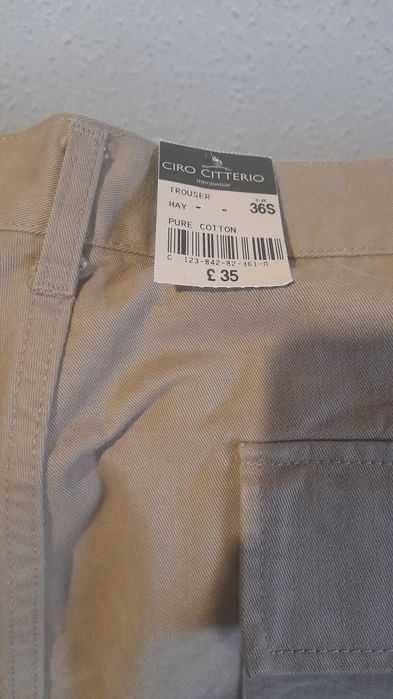 CIRO CITTERIO
menswear
TROUSER SIZE
HAY - - 36S
PURE COTTON
C 123-842-82-361-0
£ 35